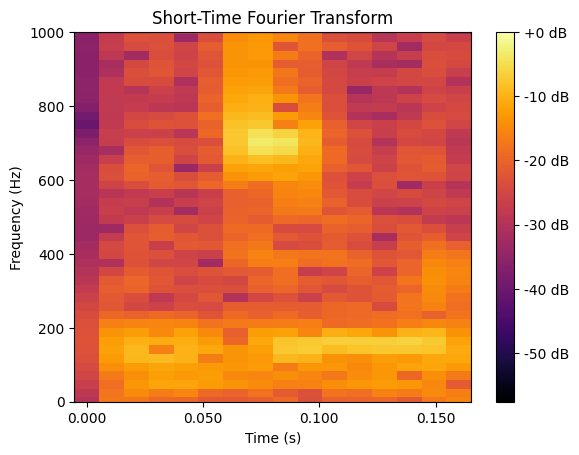 Short-Time Fourier Transform
1000
800
600
400
200
0
Frequency (Hz)
0.000
0.050
0.100
0.150
Time (s)
+0 dB
-10 dB
-20 dB
-30 dB
-40 dB
-50 dB